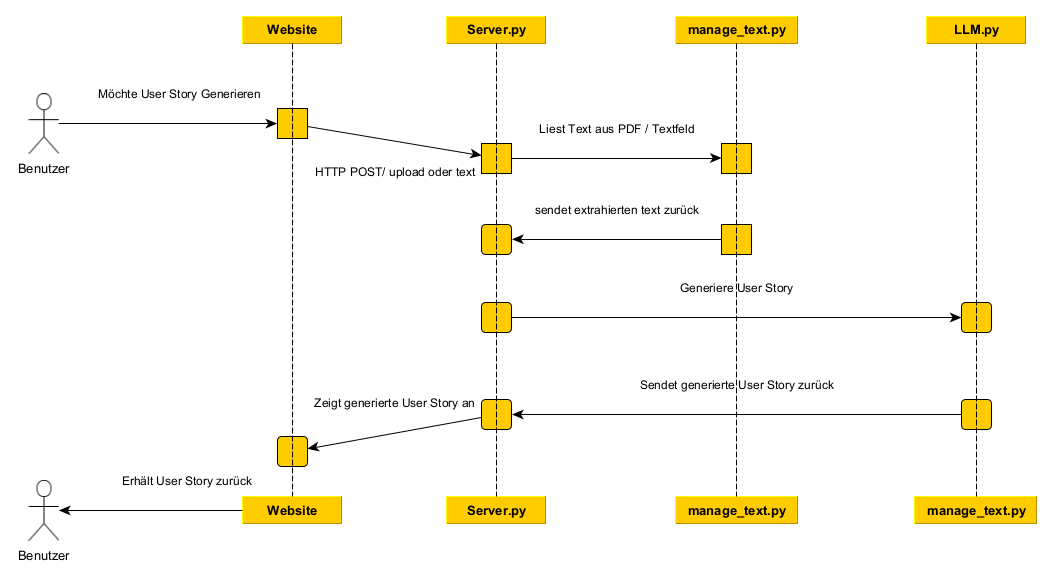 Website
Server.py
manage_text.py
LLM.py
Möchte User Story Generieren
Benutzer
HTTP POST/ upload oder text
Liest Text aus PDF / Textfeld
sendet extrahierten text zurück
Generiere User Story
Sendet generierte User Story zurück
Zeigt generierte User Story an
Erhält User Story zurück
Benutzer
Website
Server.py
manage_text.py
manage_text.py